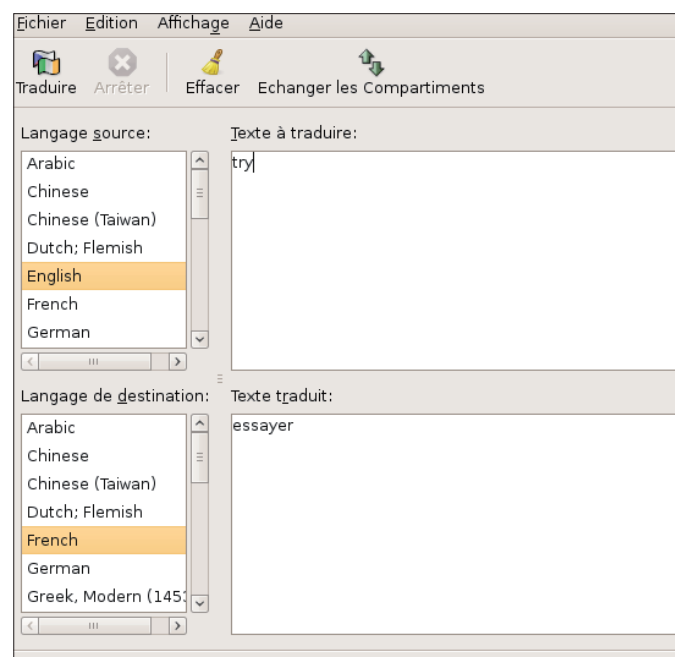 Fichier Edition Affichage Aide
Traduire Arrêter Effacer Echanger les Compartiments
Langage source:
Arabic
Chinese
Chinese (Taiwan)
Dutch; Flemish
English
French
German
Texte à traduire:
try
Langage de destination:
Arabic
Chinese
Chinese (Taiwan)
Dutch; Flemish
French
German
Greek, Modern (145
Texte traduit:
essayer